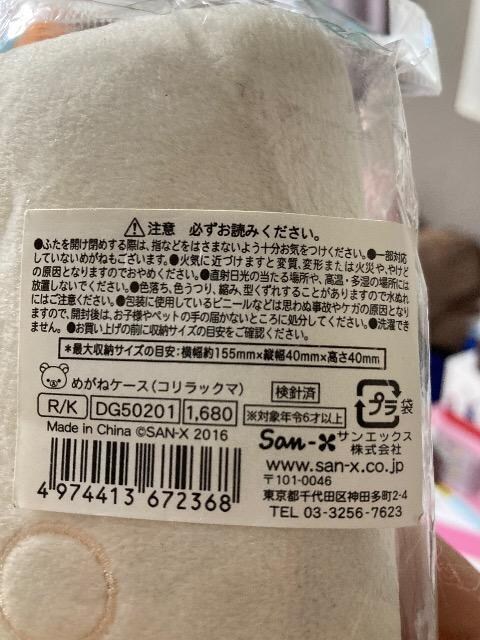 ⚠注意 必ずお読みください。
●ふたを開け閉めする際は、指などをはさまないよう十分お気をつけください。●一部対応
していないめがねもございます。●火気に近づけますと変質、変形または火災や、やけど
の原因となりますのでおやめください。●直射日光の当たる場所や、高温・多湿の場所には
放置しないでください。●色落ち、色うつり、縮み、型くずれすることがありますので水ぬれ
にはご注意ください。●包装に使用しているビニールなどは思わぬ事故やケガの原因となり
ますので、開封後は、お子様やペットの手の届かないところに処分してください。●洗濯でき
ません。●お買い上げの前に収納サイズの目安をご確認ください。
*最大収納サイズの目安:横幅約155mm×縦幅40mm×高さ40mm
めがねケース(コリラックマ)
検針済
プラ 袋
R/K DG50201 1,680
※対象年令6才以上
Made in China ©SAN-X 2016
San-X サンエックス
株式会社
www.san-x.co.jp
〒101-0046
東京都千代田区神田多町2-4
TEL 03-3256-7623
4 974413 672368